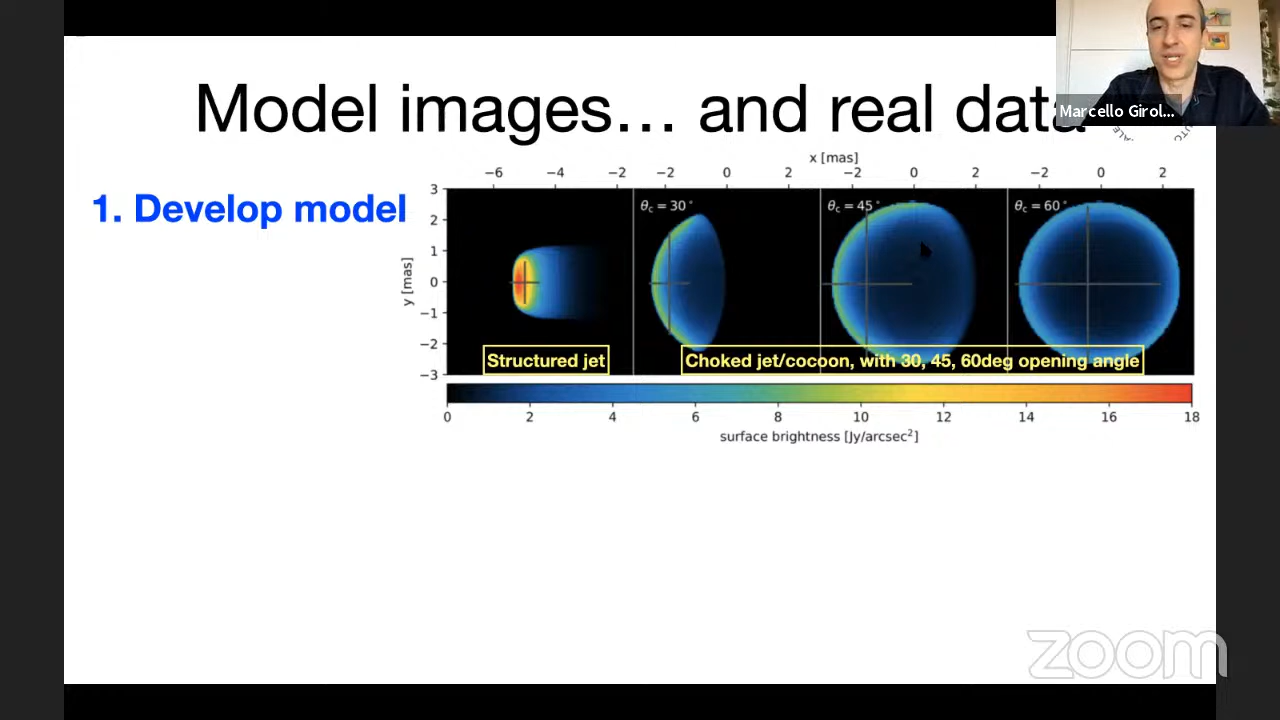 Model images… and real data
Marcello Girol...
1. Develop model
x [mas]
−6 −4 −2 −2 0 2 −2 0 2 −2 0 2
y [mas]
3
2
1
0
−1
−2
−3
θc = 30°
θc = 45°
θc = 60°
Structured jet
Choked jet/cocoon, with 30, 45, 60deg opening angle
0 2 4 6 8 10 12 14 16 18
surface brightness [Jy/arcsec²]
zoom